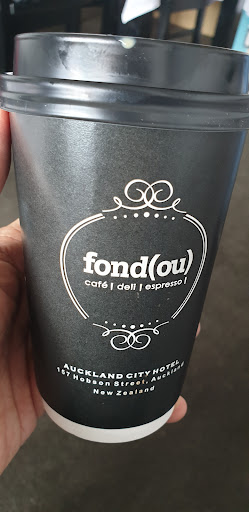 fond(ou)
café | deli | espresso |
AUCKLAND CITY HOTEL
157 Hobson Street, Auckland
New Zealand